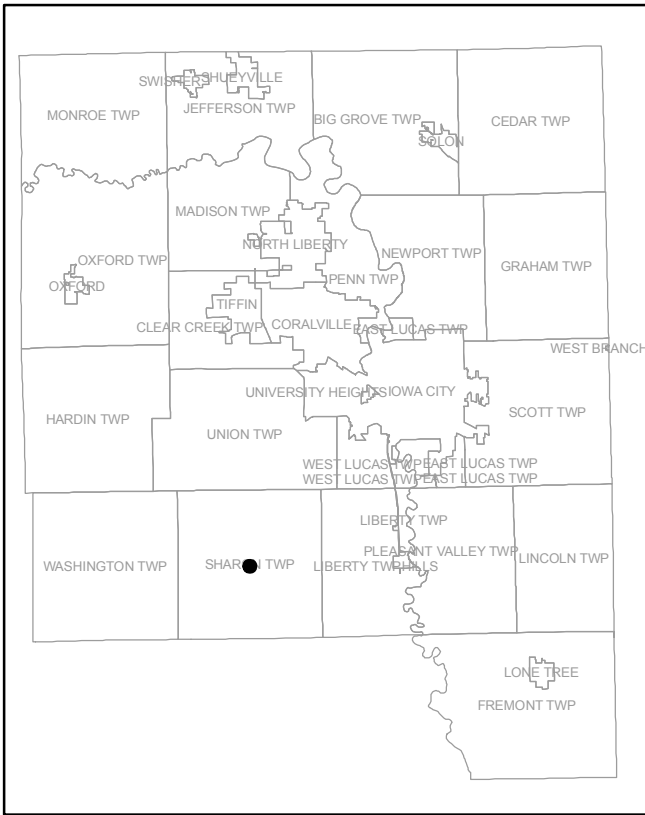 SWISHER
SHUEYVILLE
MONROE TWP
JEFFERSON TWP
BIG GROVE TWP
CEDAR TWP
SOLON
MADISON TWP
NORTH LIBERTY
OXFORD TWP
NEWPORT TWP
GRAHAM TWP
PENN TWP
OXFORD
TIFFIN
CLEAR CREEK TWP
CORALVILLE
EAST LUCAS TWP
WEST BRANCH
UNIVERSITY HEIGHTS
IOWA CITY
HARDIN TWP
SCOTT TWP
UNION TWP
WEST LUCAS TWP
EAST LUCAS TWP
WEST LUCAS TWP
EAST LUCAS TWP
LIBERTY TWP
PLEASANT VALLEY TWP
WASHINGTON TWP
SHARON TWP
LIBERTY TWP
HILLS
LINCOLN TWP
LONE TREE
FREMONT TWP